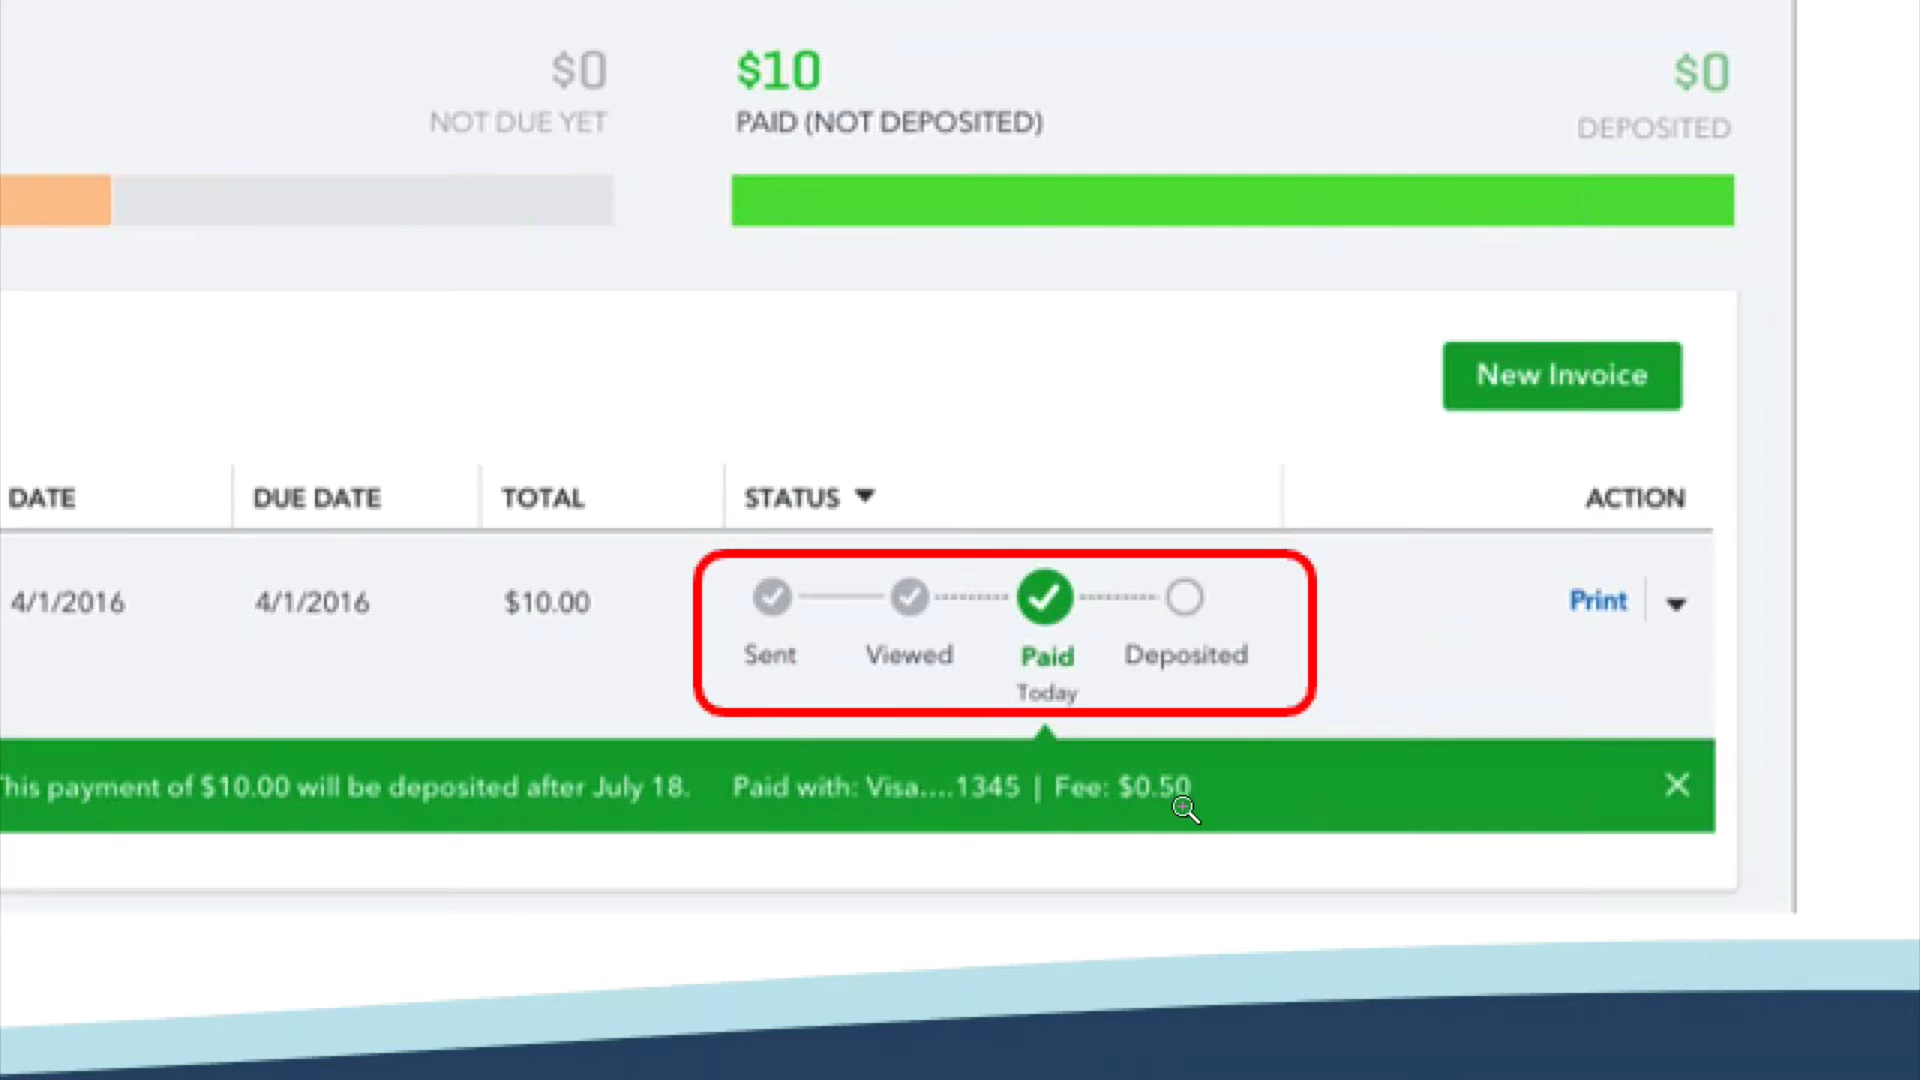 $0
NOT DUE YET
$10
PAID (NOT DEPOSITED)
$0
DEPOSITED
New Invoice
DATE DUE DATE TOTAL STATUS ACTION
4/1/2016 4/1/2016 $10.00 Print
Sent Viewed Paid Deposited
Today
his payment of $10.00 will be deposited after July 18. Paid with: Visa....1345 | Fee: $0.50